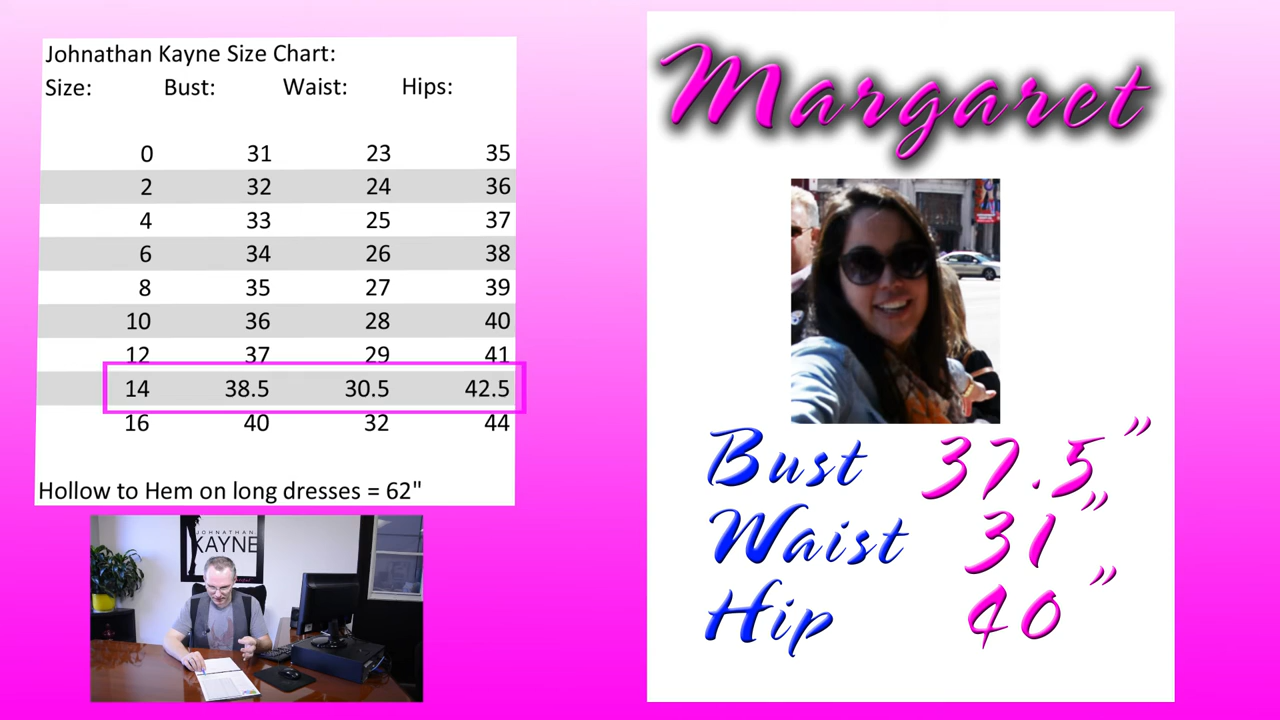 Johnathan Kayne Size Chart:
Size: Bust: Waist: Hips:
0 31 23 35
2 32 24 36
4 33 25 37
6 34 26 38
8 35 27 39
10 36 28 40
12 37 29 41
14 38.5 30.5 42.5
16 40 32 44
Hollow to Hem on long dresses = 62"
JOHNATHAN
KAYNE
Margaret
Bust 37.5"
Waist 31"
Hip 40"